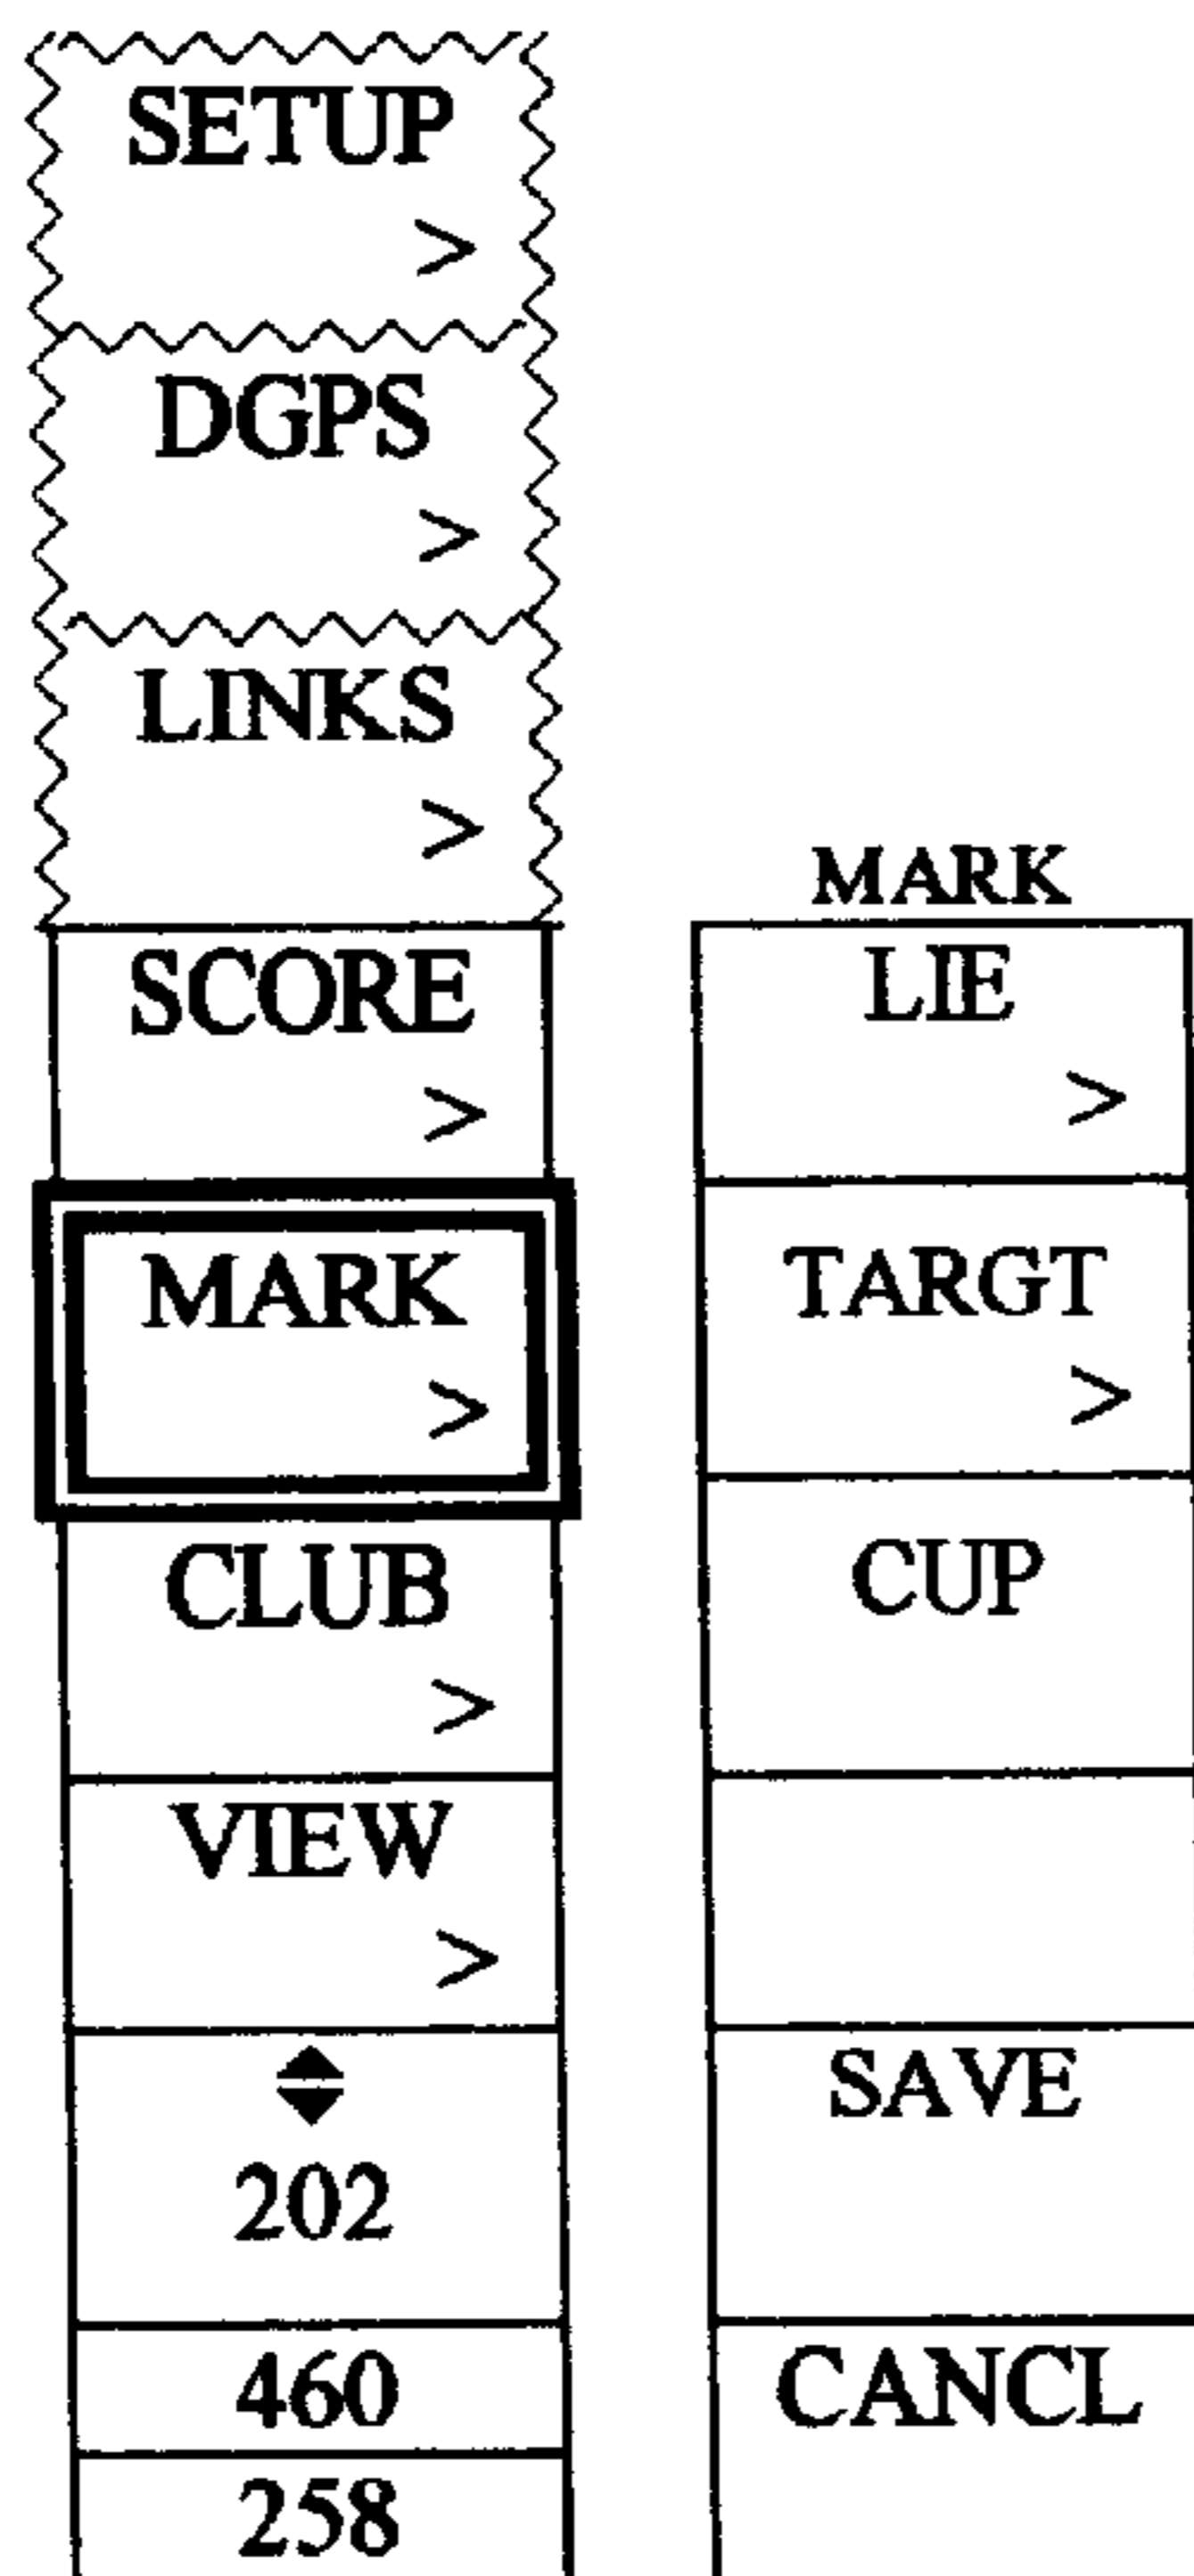 SETUP
>
DGPS
>
LINKS
>
SCORE
>
MARK
>
CLUB
>
VIEW
>
202
460
258
MARK
LIE
>
TARGT
>
CUP
SAVE
CANCL